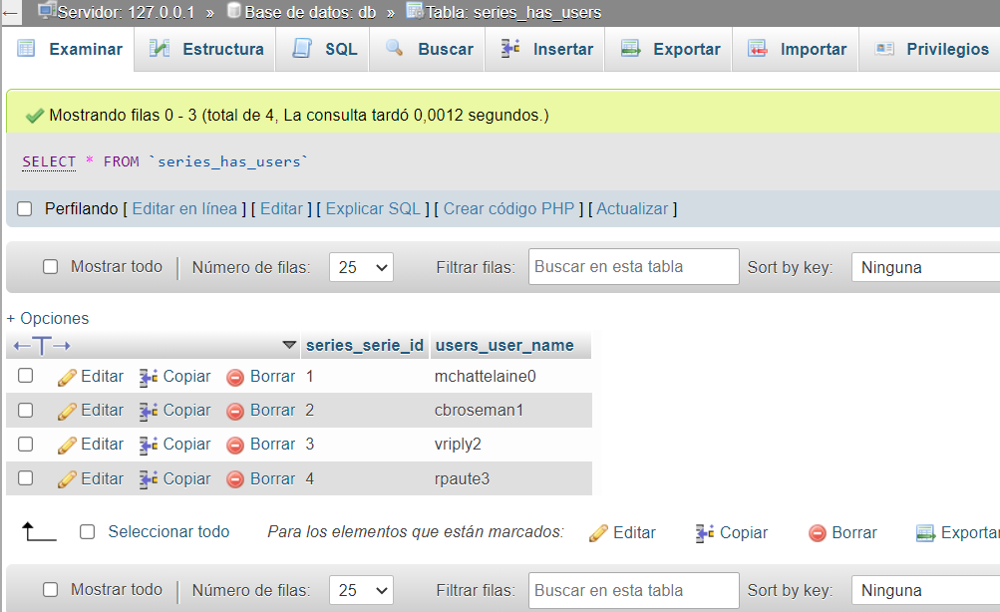 Servidor: 127.0.0.1 » Base de datos: db » Tabla: series_has_users
Examinar Estructura SQL Buscar Insertar Exportar Importar Privilegios
Mostrando filas 0 - 3 (total de 4, La consulta tardó 0,0012 segundos.)
SELECT * FROM `series_has_users`
Perfilando [ Editar en línea ] [ Editar ] [ Explicar SQL ] [ Crear código PHP ] [ Actualizar ]
Mostrar todo Número de filas: 25 Filtrar filas: Buscar en esta tabla Sort by key: Ninguna
+ Opciones
←T→ series_serie_id users_user_name
Editar Copiar Borrar 1 mchattelaine0
Editar Copiar Borrar 2 cbroseman1
Editar Copiar Borrar 3 vriply2
Editar Copiar Borrar 4 rpaute3
Seleccionar todo Para los elementos que están marcados: Editar Copiar Borrar Exportar
Mostrar todo Número de filas: 25 Filtrar filas: Buscar en esta tabla Sort by key: Ninguna